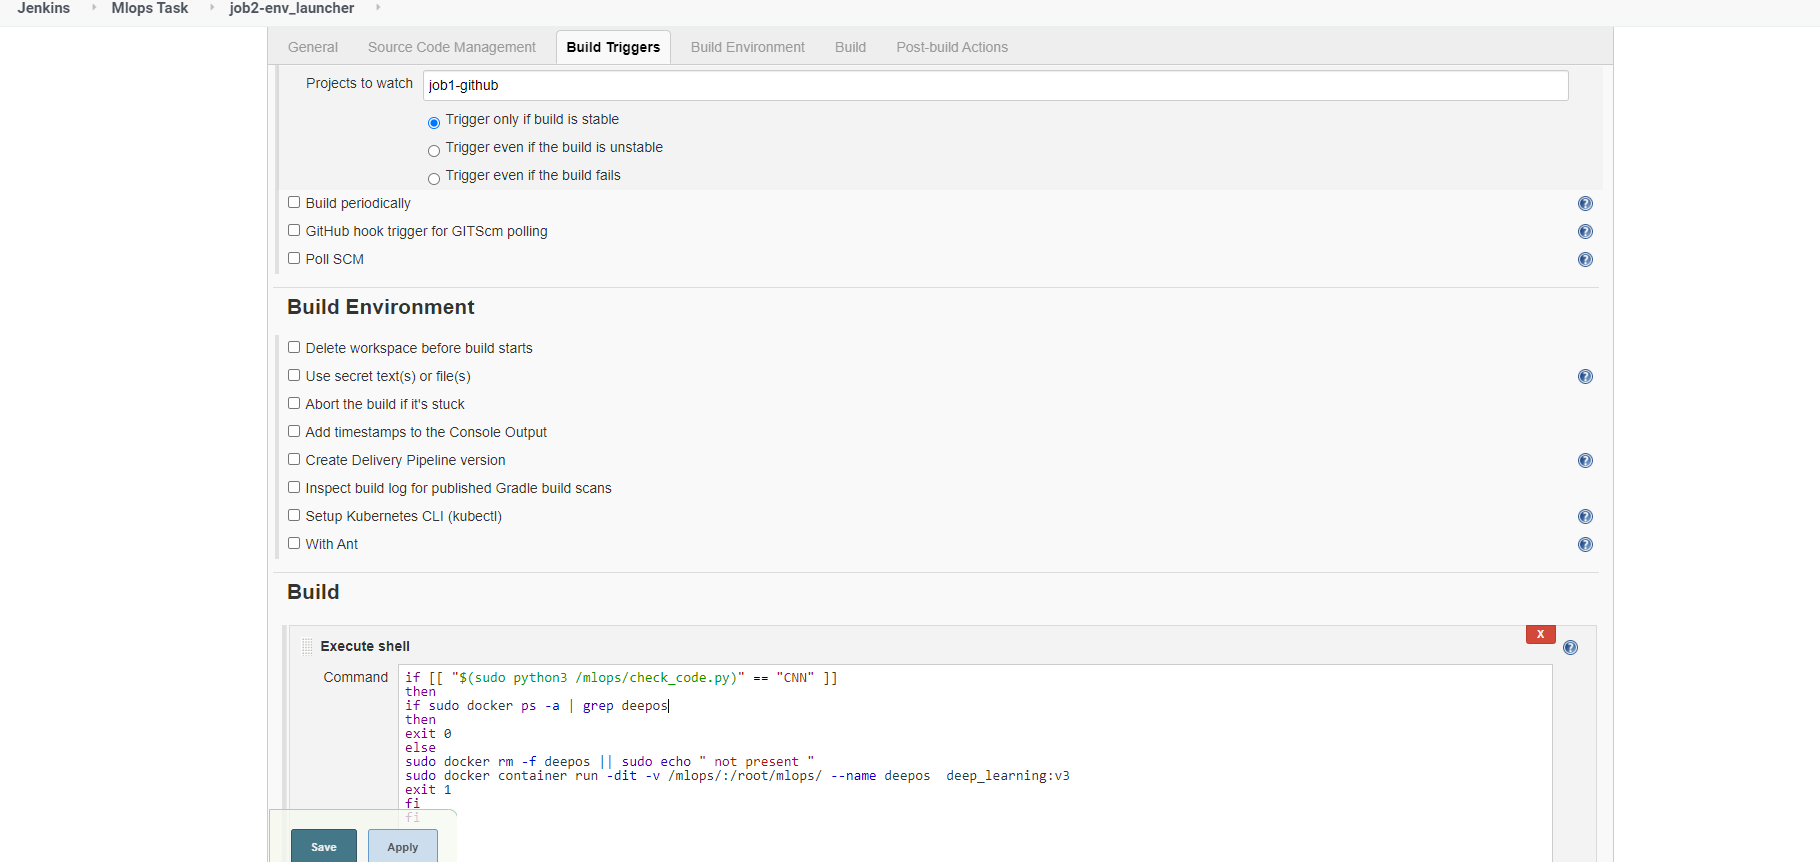 Jenkins Mlops Task job2-env_launcher
General Source Code Management Build Triggers Build Environment Build Post-build Actions
Projects to watch job1-github
Trigger only if build is stable
Trigger even if the build is unstable
Trigger even if the build fails
Build periodically
GitHub hook trigger for GITScm polling
Poll SCM
Build Environment
Delete workspace before build starts
Use secret text(s) or file(s)
Abort the build if it's stuck
Add timestamps to the Console Output
Create Delivery Pipeline version
Inspect build log for published Gradle build scans
Setup Kubernetes CLI (kubectl)
With Ant
Build
X
Execute shell
Command if [[ "$(sudo python3 /mlops/check_code.py)" == "CNN" ]]
then
if sudo docker ps -a | grep deepos
then
exit 0
else
sudo docker rm -f deepos || sudo echo " not present "
sudo docker container run -dit -v /mlops/:/root/mlops/ --name deepos  deep_learning:v3
exit 1
fi
fi
Save Apply